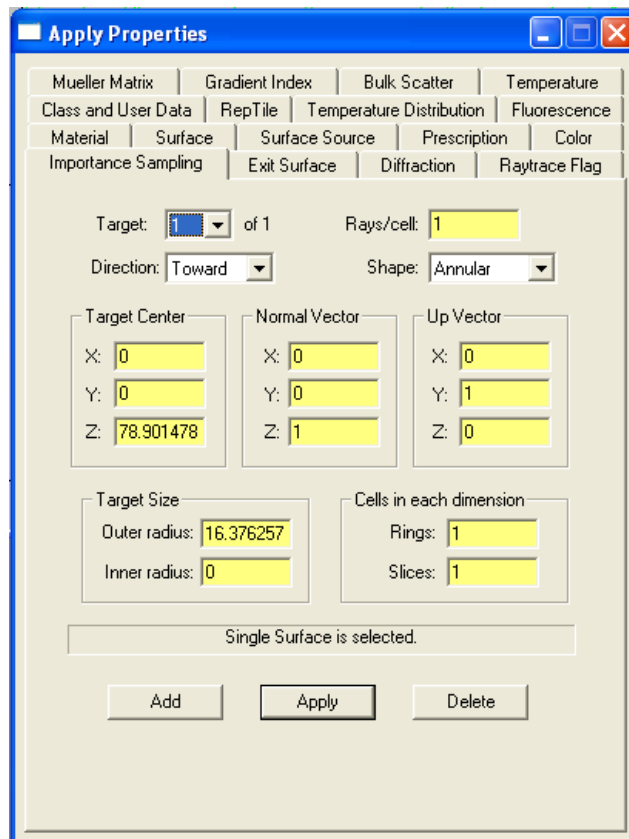 Apply Properties
Mueller Matrix Gradient Index Bulk Scatter Temperature
Class and User Data RepTile Temperature Distribution Fluorescence
Material Surface Surface Source Prescription Color
Importance Sampling Exit Surface Diffraction Raytrace Flag
Target: 1 of 1 Rays/cell: 1
Direction: Toward Shape: Annular
Target Center Normal Vector Up Vector
X: 0 X: 0 X: 0
Y: 0 Y: 0 Y: 1
Z: 78.901478 Z: 1 Z: 0
Target Size Cells in each dimension
Outer radius: 16.376257 Rings: 1
Inner radius: 0 Slices: 1
Single Surface is selected.
Add Apply Delete